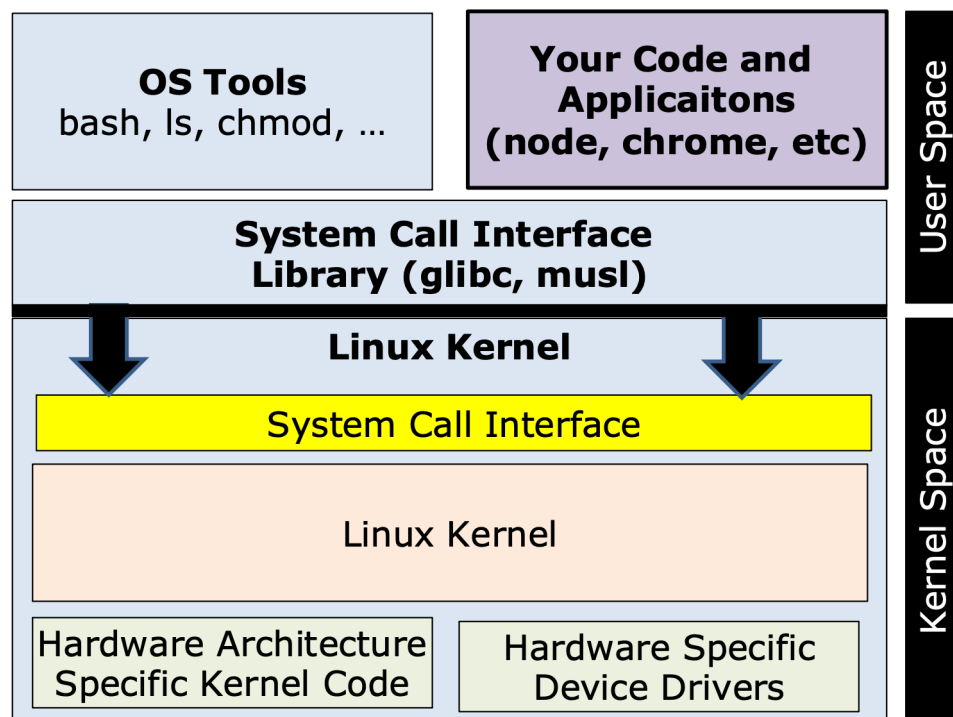 OS Tools
bash, ls, chmod, …
Your Code and
Applicaitons
(node, chrome, etc)
User Space
System Call Interface
Library (glibc, musl)
Linux Kernel
System Call Interface
Linux Kernel
Hardware Architecture
Specific Kernel Code
Hardware Specific
Device Drivers
Kernel Space